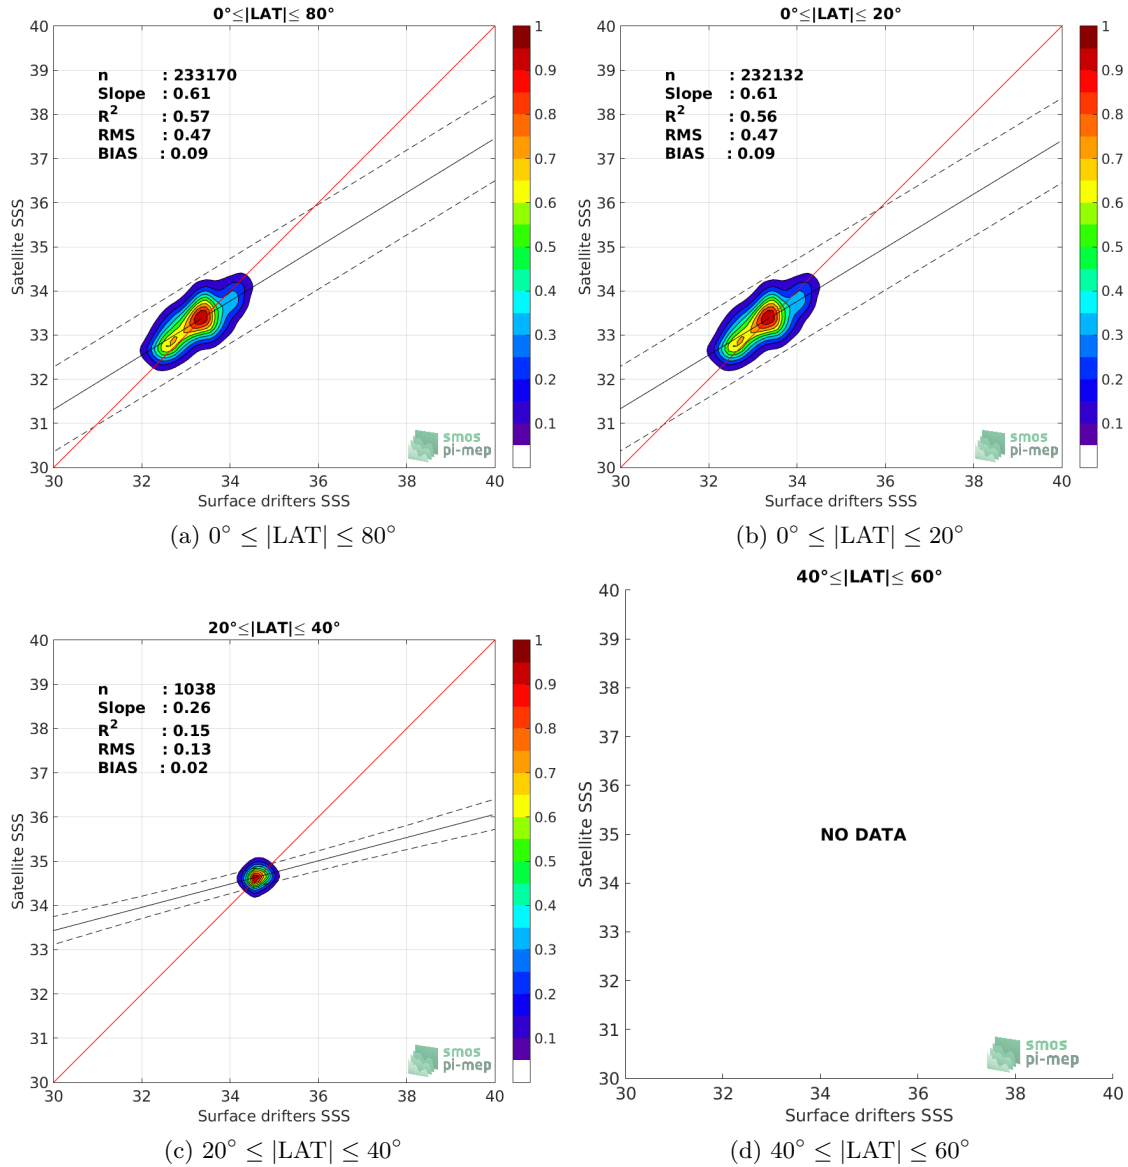 0°≤|LAT|≤ 80°
40
39
38
37
36
35
34
33
32
31
30
Satellite SSS
n : 233170
Slope : 0.61
R² : 0.57
RMS : 0.47
BIAS : 0.09
smos
pi-mep
30 32 34 36 38 40
Surface drifters SSS
1
0.9
0.8
0.7
0.6
0.5
0.4
0.3
0.2
0.1
(a) 0° ≤ |LAT| ≤ 80°
0°≤|LAT|≤ 20°
40
39
38
37
36
35
34
33
32
31
30
Satellite SSS
n : 232132
Slope : 0.61
R² : 0.56
RMS : 0.47
BIAS : 0.09
smos
pi-mep
30 32 34 36 38 40
Surface drifters SSS
1
0.9
0.8
0.7
0.6
0.5
0.4
0.3
0.2
0.1
(b) 0° ≤ |LAT| ≤ 20°
20°≤|LAT|≤ 40°
40
39
38
37
36
35
34
33
32
31
30
Satellite SSS
n : 1038
Slope : 0.26
R² : 0.15
RMS : 0.13
BIAS : 0.02
smos
pi-mep
30 32 34 36 38 40
Surface drifters SSS
1
0.9
0.8
0.7
0.6
0.5
0.4
0.3
0.2
0.1
(c) 20° ≤ |LAT| ≤ 40°
40°≤|LAT|≤ 60°
40
39
38
37
36
35
34
33
32
31
30
Satellite SSS
NO DATA
smos
pi-mep
30 32 34 36 38 40
Surface drifters SSS
(d) 40° ≤ |LAT| ≤ 60°